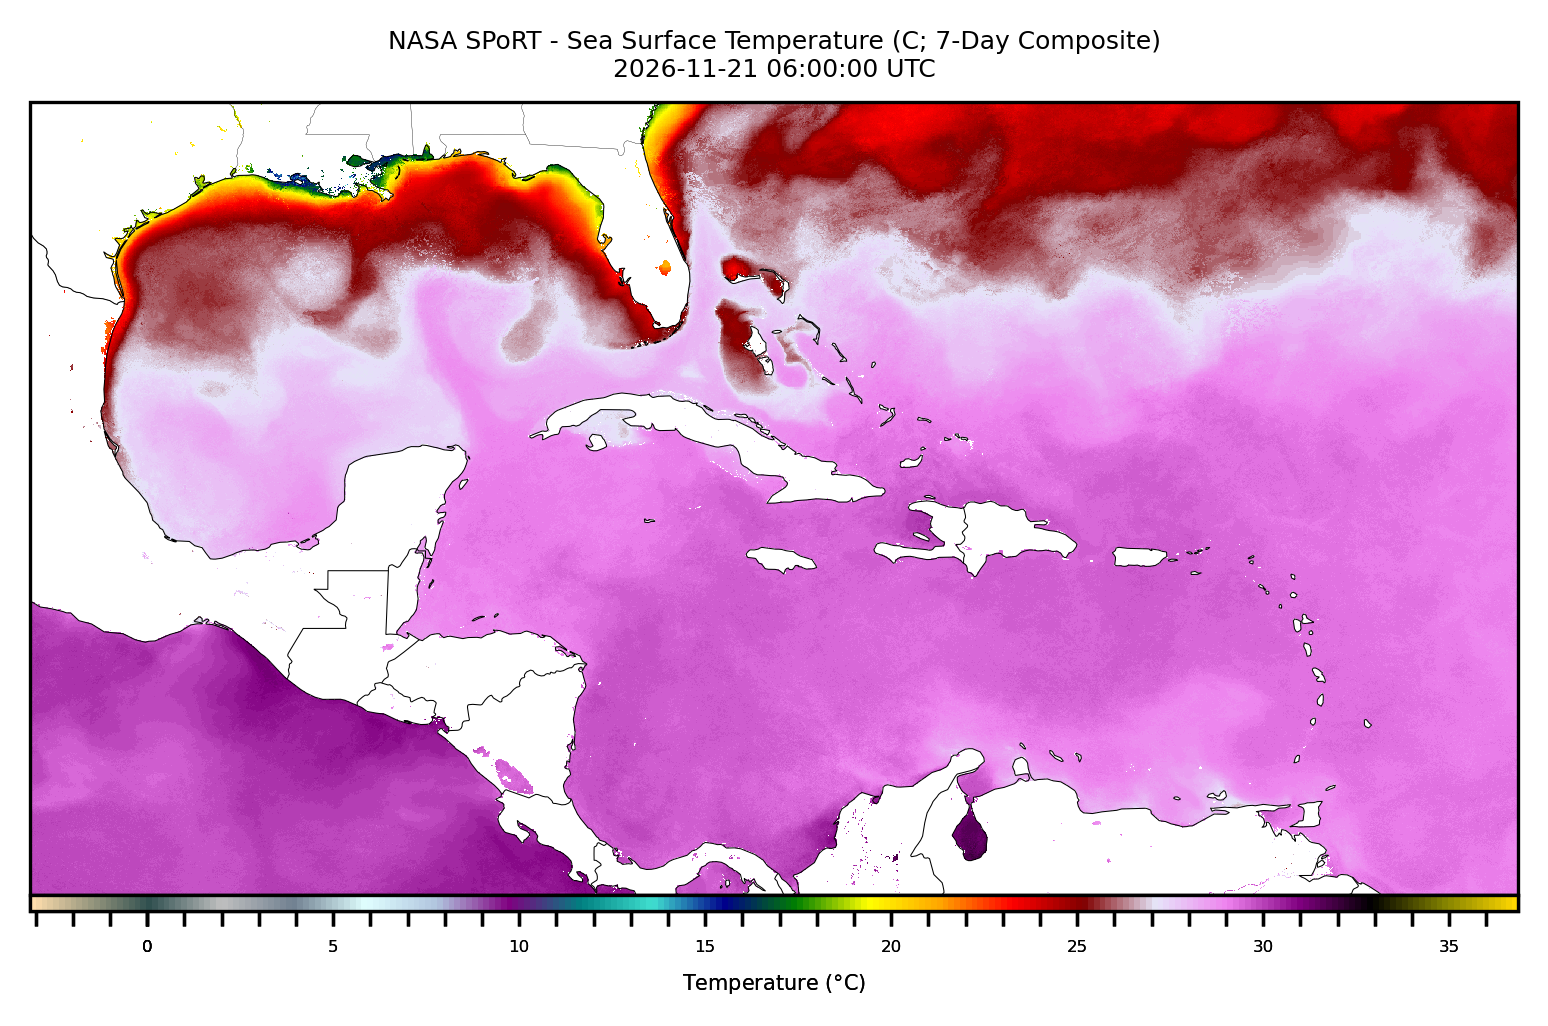 NASA SPoRT - Sea Surface Temperature (C; 7-Day Composite)
2026-11-21 06:00:00 UTC
0 5 10 15 20 25 30 35
Temperature (°C)